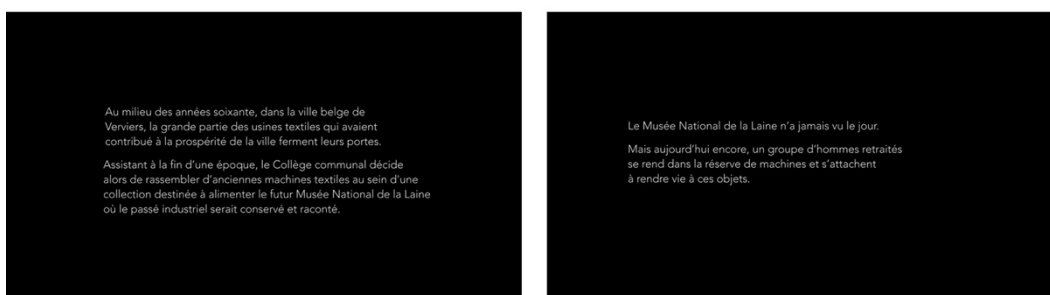 Au milieu des années soixante, dans la ville belge de
Verviers, la grande partie des usines textiles qui avaient
contribué à la prospérité de la ville ferment leurs portes.
Assistant à la fin d'une époque, le Collège communal décide
alors de rassembler d'anciennes machines textiles au sein d'une
collection destinée à alimenter le futur Musée National de la Laine
où le passé industriel serait conservé et raconté.
Le Musée National de la Laine n'a jamais vu le jour.
Mais aujourd'hui encore, un groupe d'hommes retraités
se rend dans la réserve de machines et s'attachent
à rendre vie à ces objets.